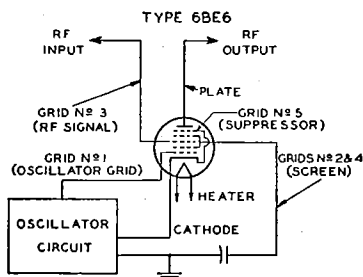 TYPE 6BE6
RF
INPUT
RF
OUTPUT
PLATE
GRID Nº 3
(RF SIGNAL)
GRID Nº 5
(SUPPRESSOR)
GRID Nº 1
(OSCILLATOR GRID)
GRIDS Nº 2 & 4
(SCREEN)
HEATER
OSCILLATOR
CIRCUIT
CATHODE